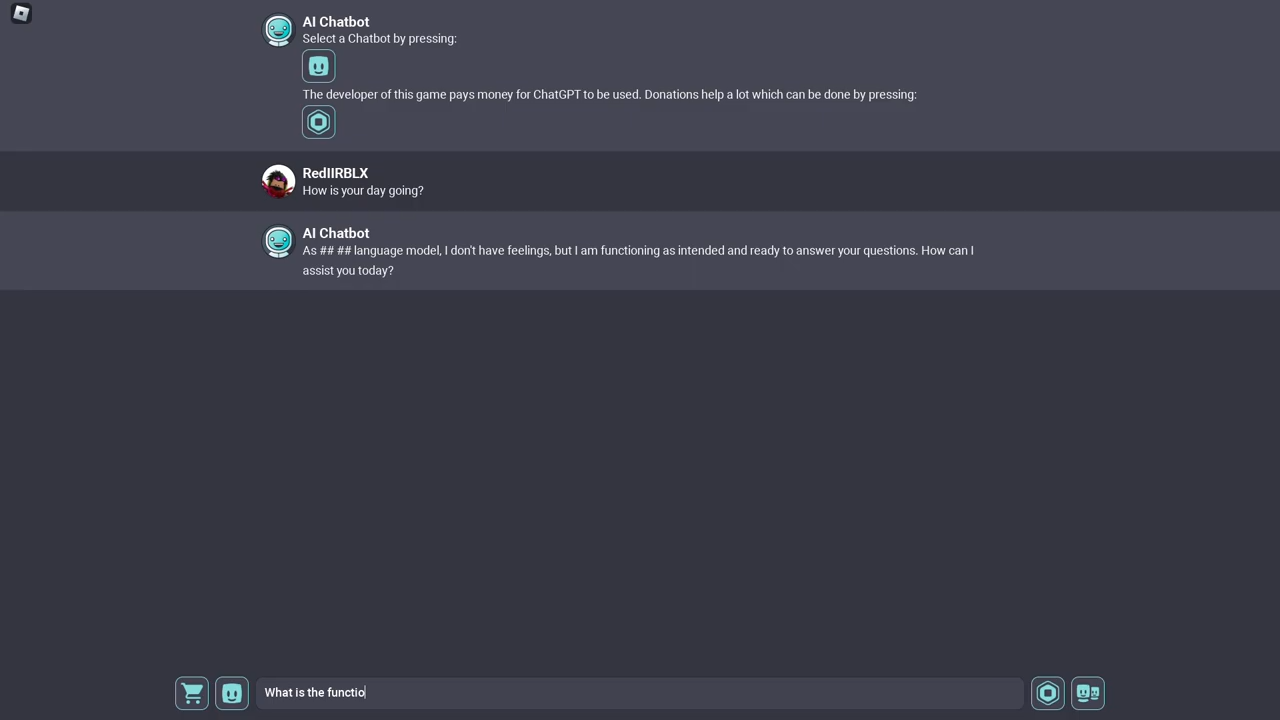 AI Chatbot
Select a Chatbot by pressing:
The developer of this game pays money for ChatGPT to be used. Donations help a lot which can be done by pressing:
RedIIRBLX
How is your day going?
AI Chatbot
As ## ## language model, I don't have feelings, but I am functioning as intended and ready to answer your questions. How can I
assist you today?
What is the functio